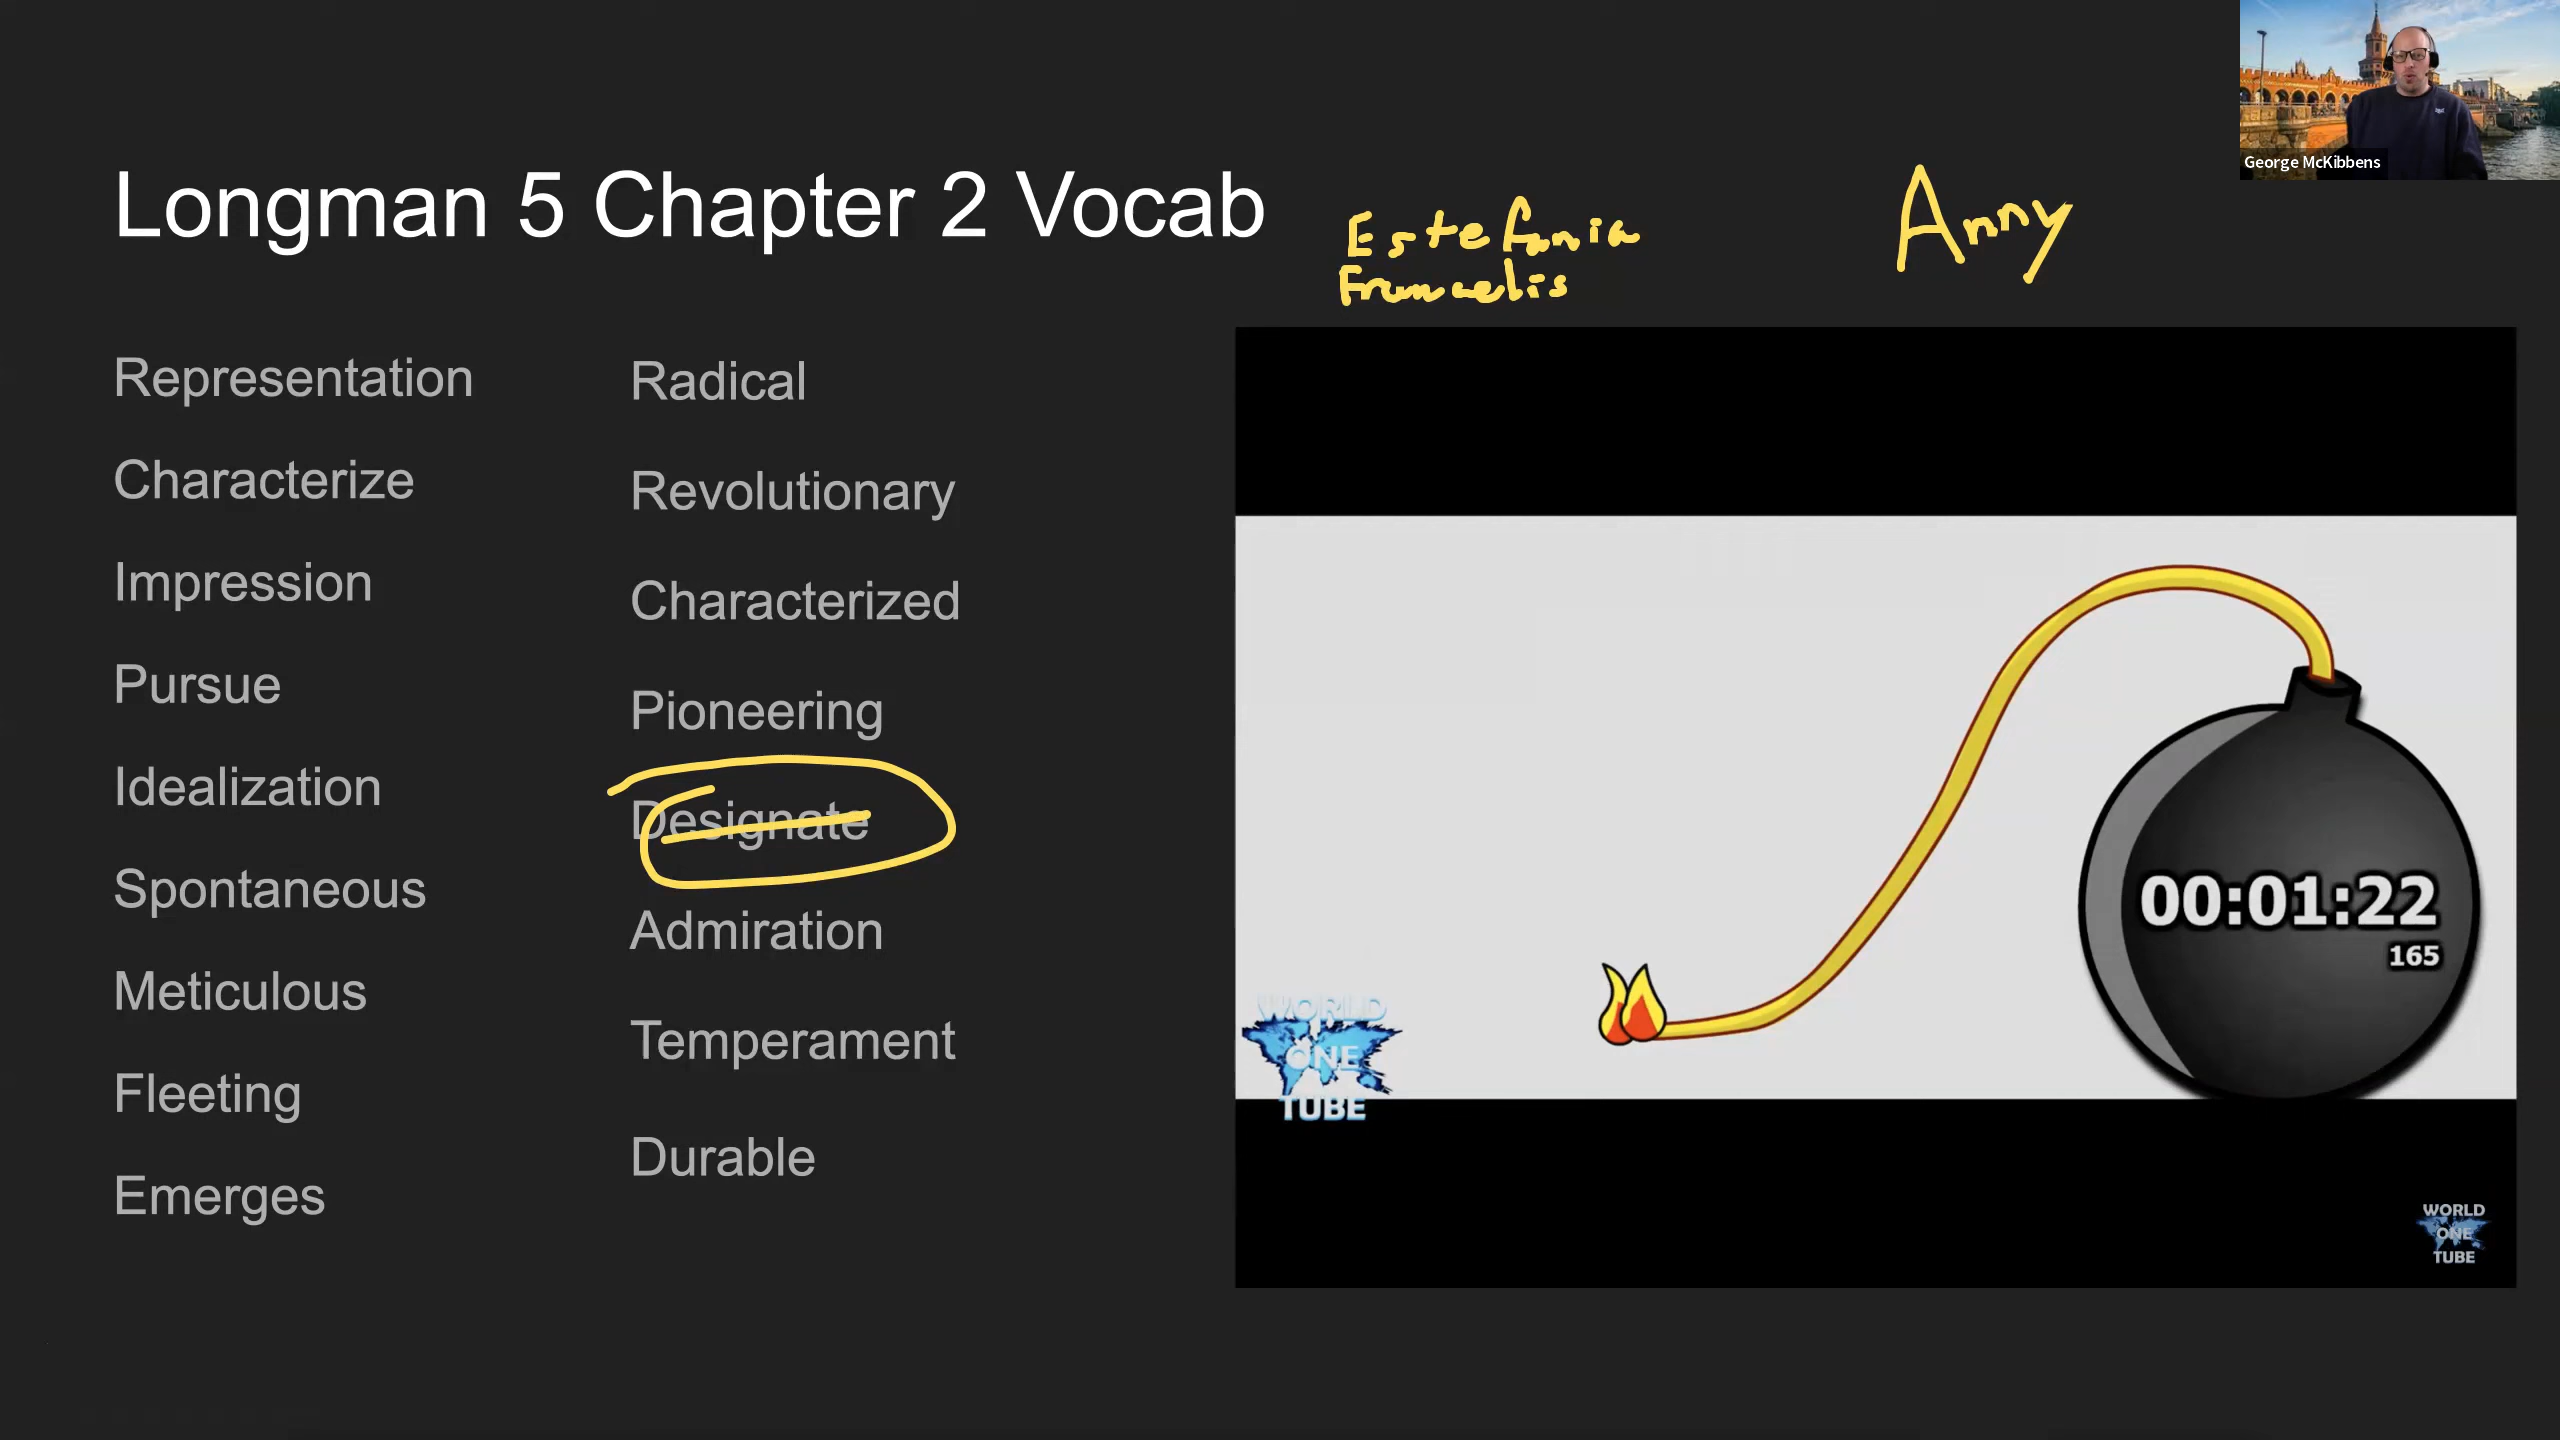 George McKibbens
Longman 5 Chapter 2 Vocab
Estefania
Francelis
Anny
Representation
Characterize
Impression
Pursue
Idealization
Spontaneous
Meticulous
Fleeting
Emerges
Radical
Revolutionary
Characterized
Pioneering
Designate
Admiration
Temperament
Durable
00:01:22
165
WORLD
ONE
TUBE
WORLD
ONE
TUBE